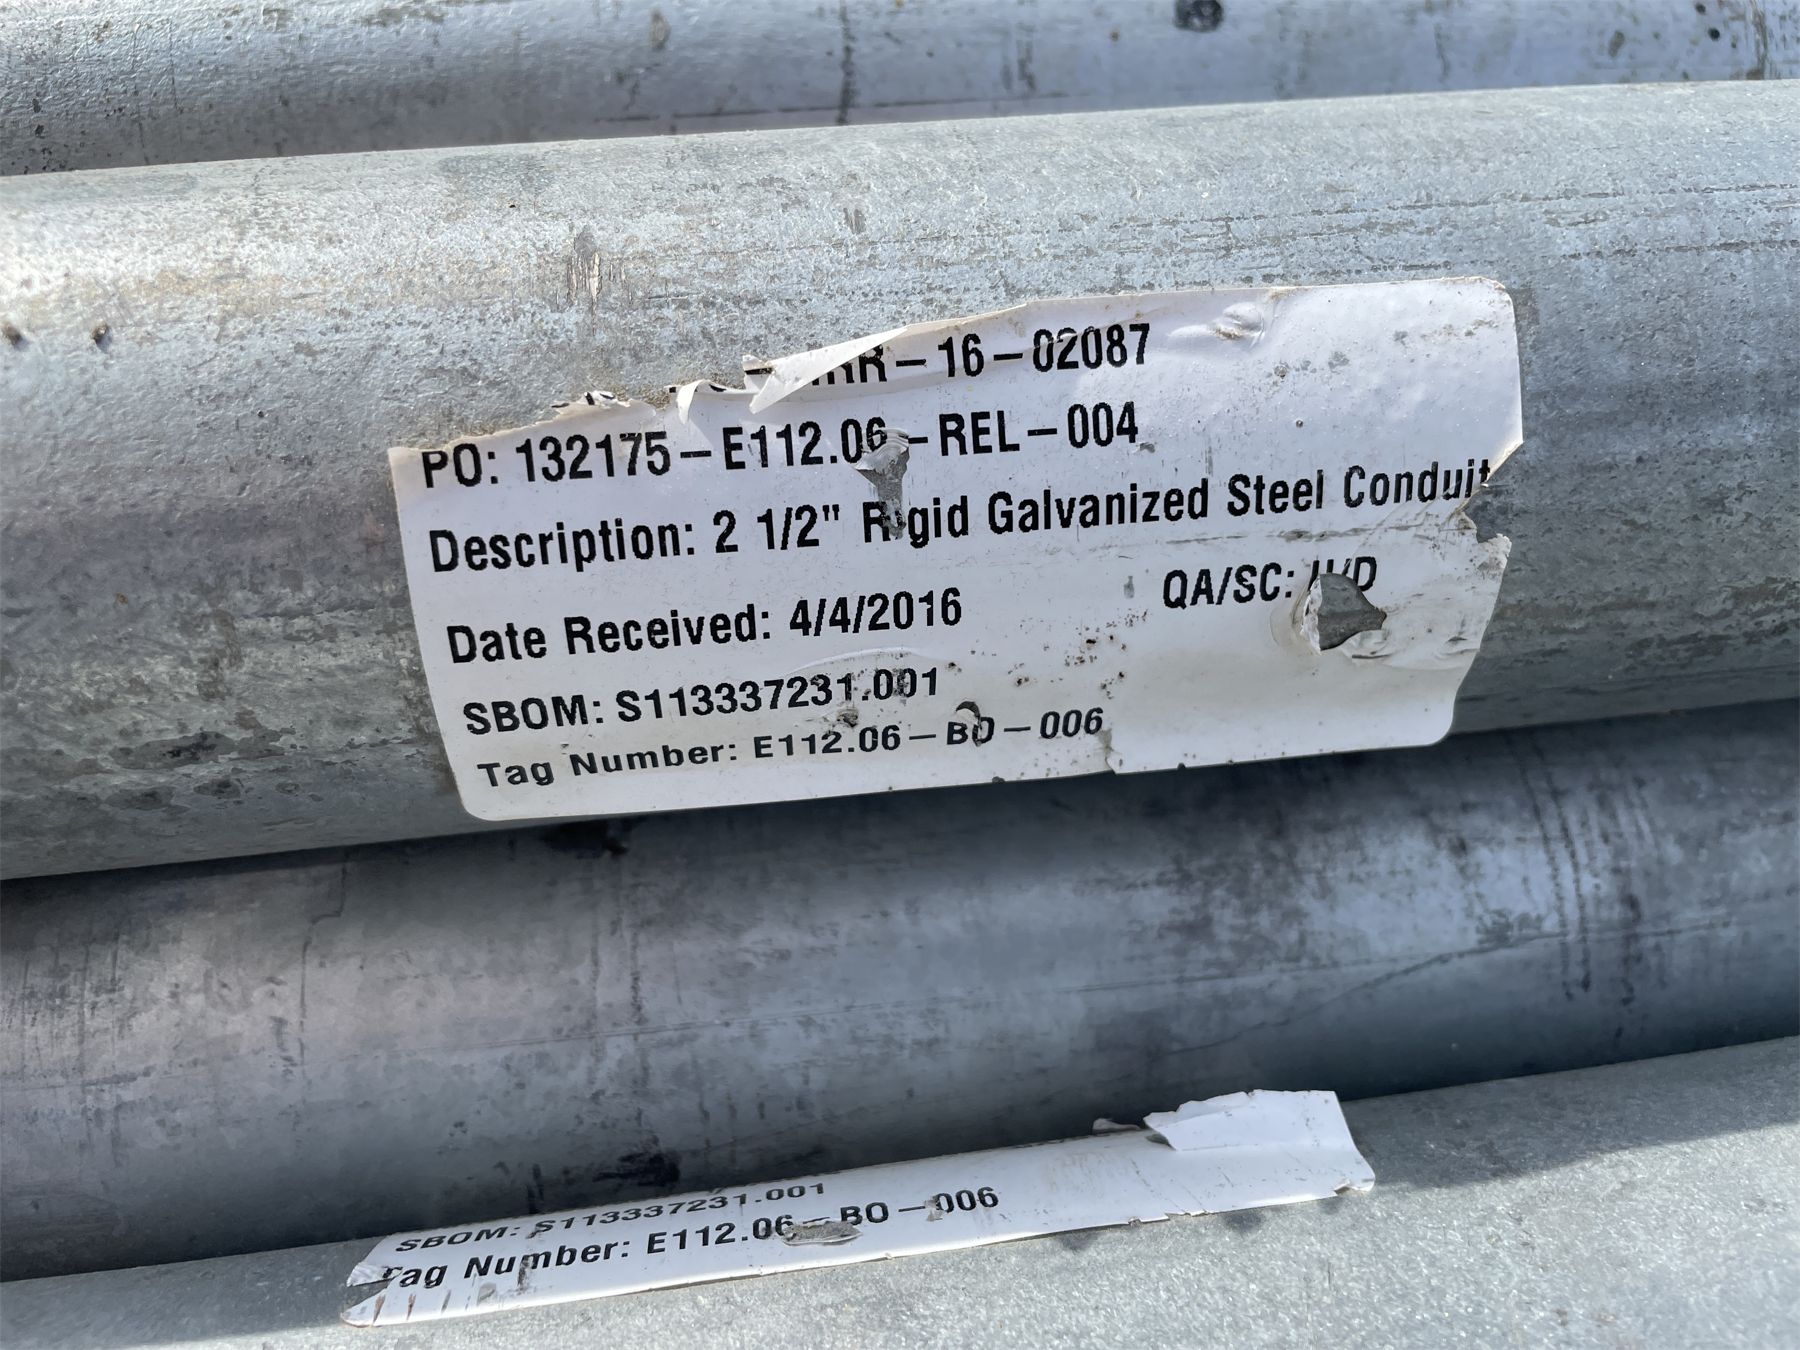 -16-02087
PO: 132175-E112.06-REL-004
Description: 2 1/2" Rigid Galvanized Steel Conduit
Date Received: 4/4/2016
QA/SC:
SBOM: S113337231.001
Tag Number: E112.06-BO-006
SBOM: S113337231.001
Tag Number: E112.06-BO-006